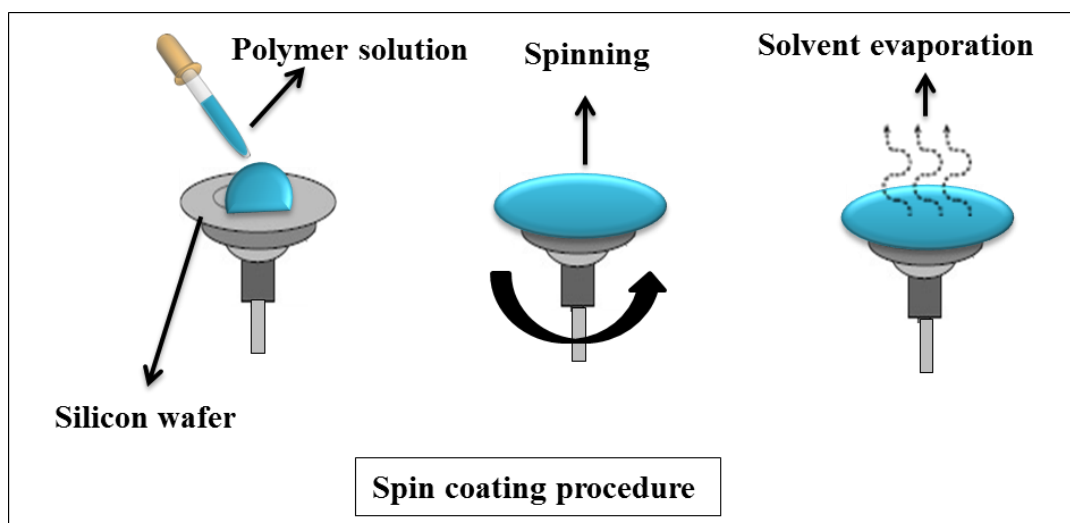 Polymer solution
Spinning
Solvent evaporation
Silicon wafer
Spin coating procedure